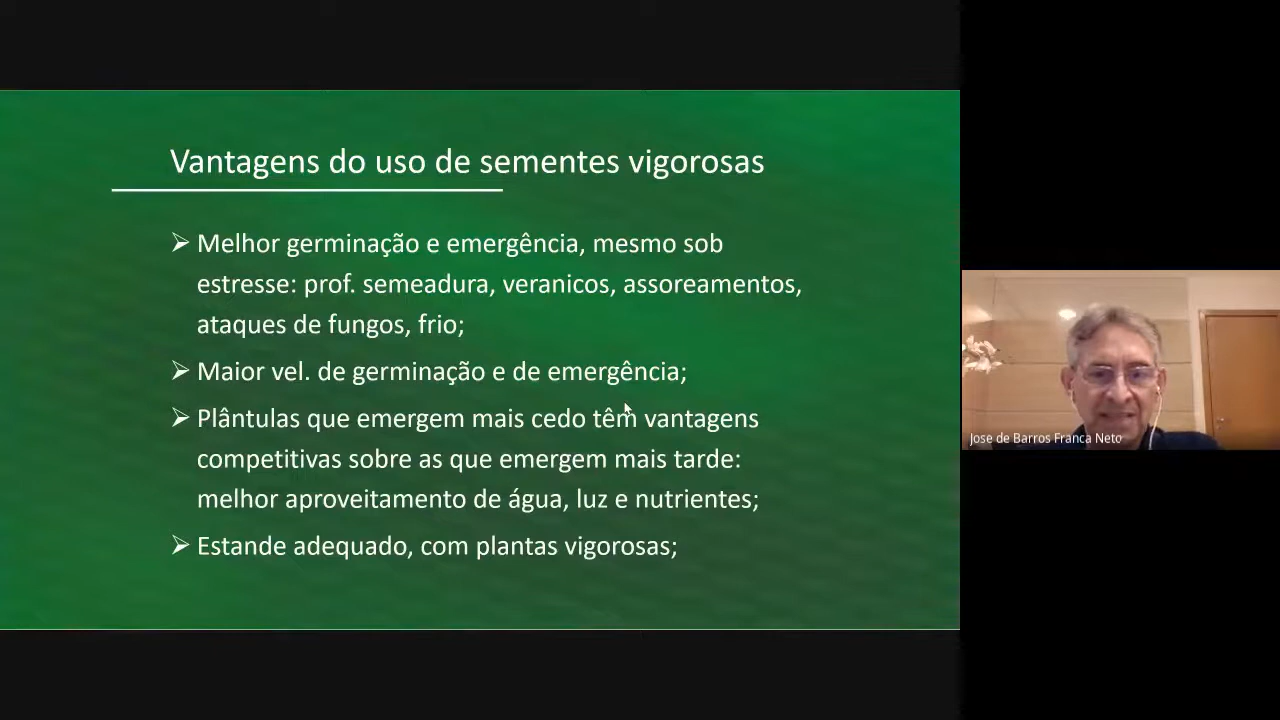 Vantagens do uso de sementes vigorosas
Melhor germinação e emergência, mesmo sob
estresse: prof. semeadura, veranicos, assoreamentos,
ataques de fungos, frio;
Maior vel. de germinação e de emergência;
Plântulas que emergem mais cedo têm vantagens
competitivas sobre as que emergem mais tarde:
melhor aproveitamento de água, luz e nutrientes;
Estande adequado, com plantas vigorosas;
Jose de Barros Franca Neto